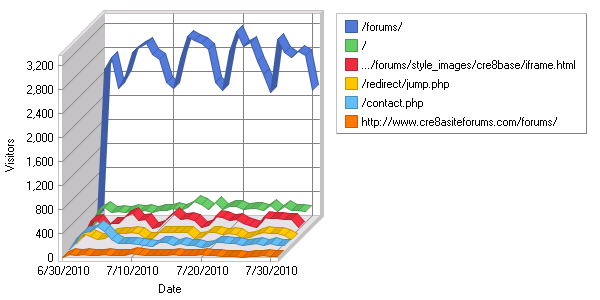 /forums/
/
.../forums/style_images/cre8base/iframe.html
/redirect/jump.php
/contact.php
http://www.cre8asiteforums.com/forums/
Visitors
3,200
2,800
2,400
1,600
1,200
800
400
0
6/30/2010
7/10/2010
7/20/2010
7/30/2010
Date